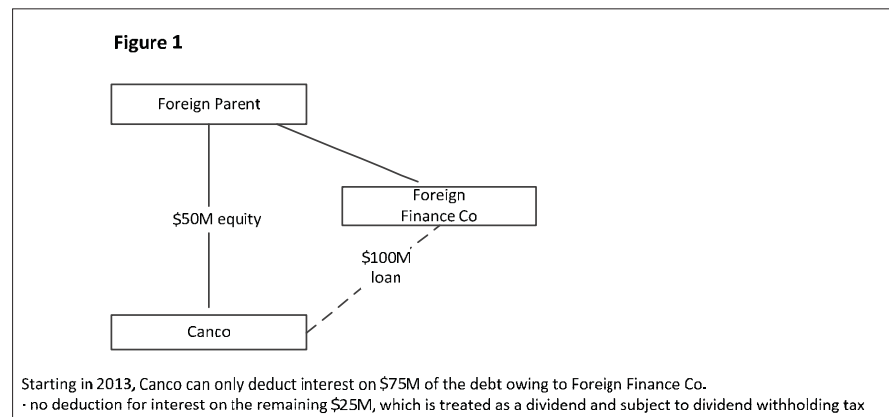 Figure 1
Foreign Parent
Foreign
Finance Co
$50M equity
$100M
loan
Canco
Starting in 2013, Canco can only deduct interest on $75M of the debt owing to Foreign Finance Co.
- no deduction for interest on the remaining $25M, which is treated as a dividend and subject to dividend withholding tax